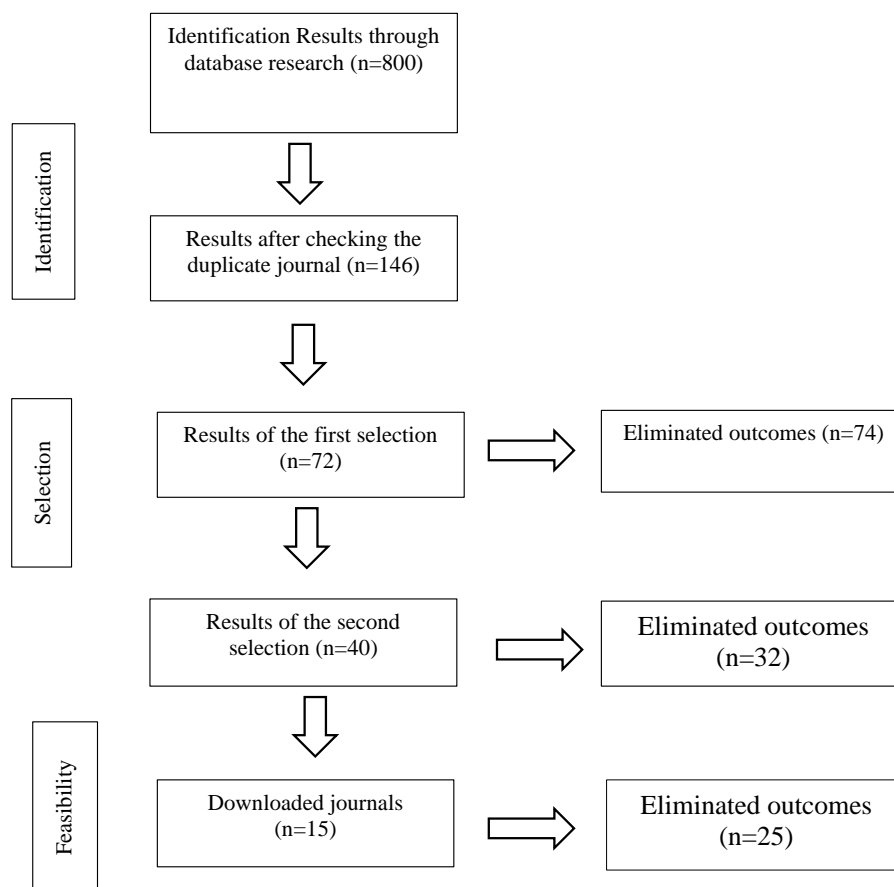 Identification Results through
database research (n=800)
Identification
Results after checking the
duplicate journal (n=146)
Selection
Results of the first selection
(n=72)
Eliminated outcomes (n=74)
Results of the second
selection (n=40)
Eliminated outcomes
(n=32)
Feasibility
Downloaded journals
(n=15)
Eliminated outcomes
(n=25)